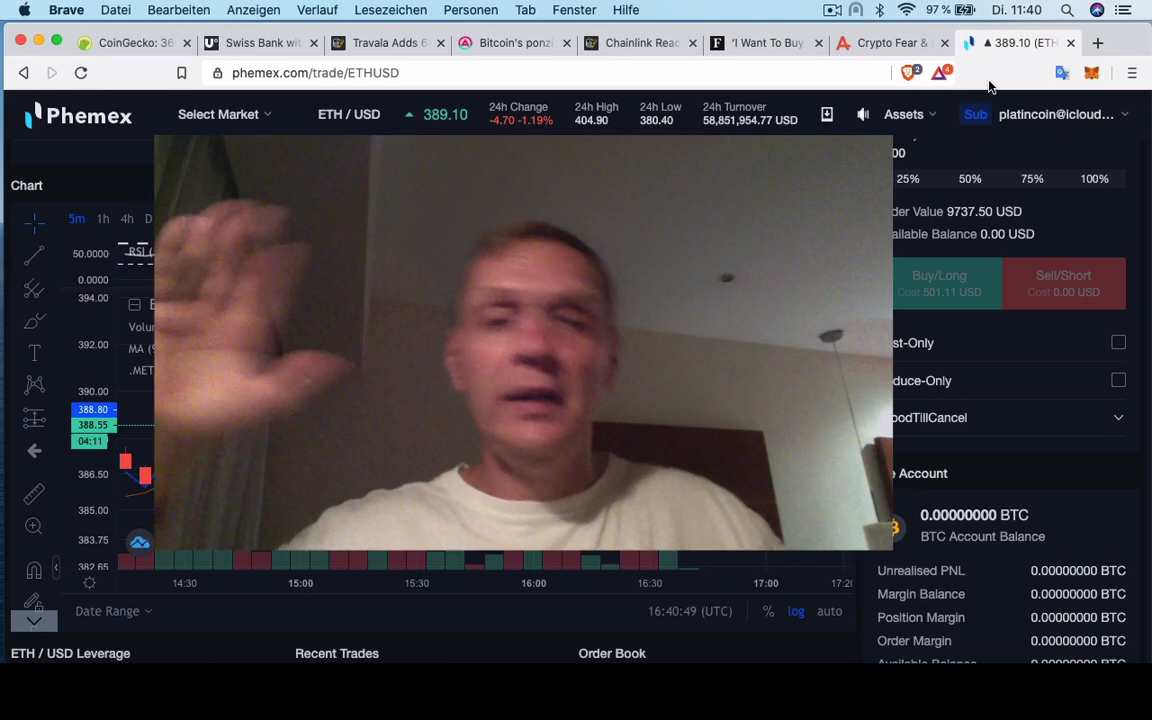 Brave Datei Bearbeiten Anzeigen Verlauf Lesezeichen Personen Tab Fenster Hilfe 97 % Di. 11:40
CoinGecko: 36 Swiss Bank wit Travala Adds 6 Bitcoin's ponzi Chainlink Rea 'I Want To Buy Crypto Fear & ▲ 389.10 (ETH
phemex.com/trade/ETHUSD 2 4
Phemex Select Market ETH / USD 389.10 24h Change 24h High 24h Low 24h Turnover Assets Sub platincoin@icloud...
-4.70 -1.19% 404.90 380.40 58,851,954.77 USD
00
25% 50% 75% 100%
Chart
5m 1h 4h D
der Value 9737.50 USD
ailable Balance 0.00 USD
50.0000 RSI (
0.0000
394.00
Buy/Long Sell/Short
Cost 501.11 USD Cost 0.00 USD
Volu
392.00
MA (
.MET
st-Only
390.00
duce-Only
388.80
388.55
04:11
oodTillCancel
386.50
e Account
385.00
0.00000000 BTC
BTC Account Balance
383.75
382.65
Unrealised PNL 0.00000000 BTC
14:30 15:00 15:30 16:00 16:30 17:00 17:20
Margin Balance 0.00000000 BTC
Date Range 16:40:49 (UTC) % log auto
Position Margin 0.00000000 BTC
Order Margin 0.00000000 BTC
ETH / USD Leverage Recent Trades Order Book